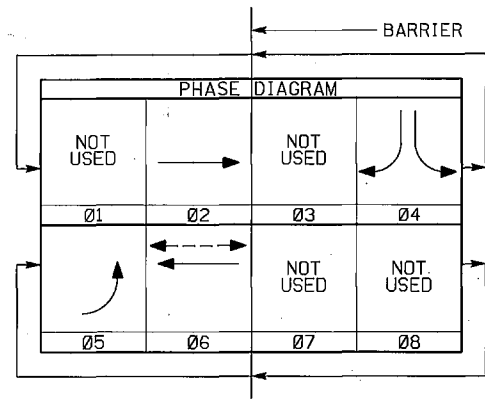 BARRIER
PHASE DIAGRAM
NOT
USED
NOT
USED
Ø1
Ø2
Ø3
Ø4
NOT
USED
NOT
USED
Ø5
Ø6
Ø7
Ø8